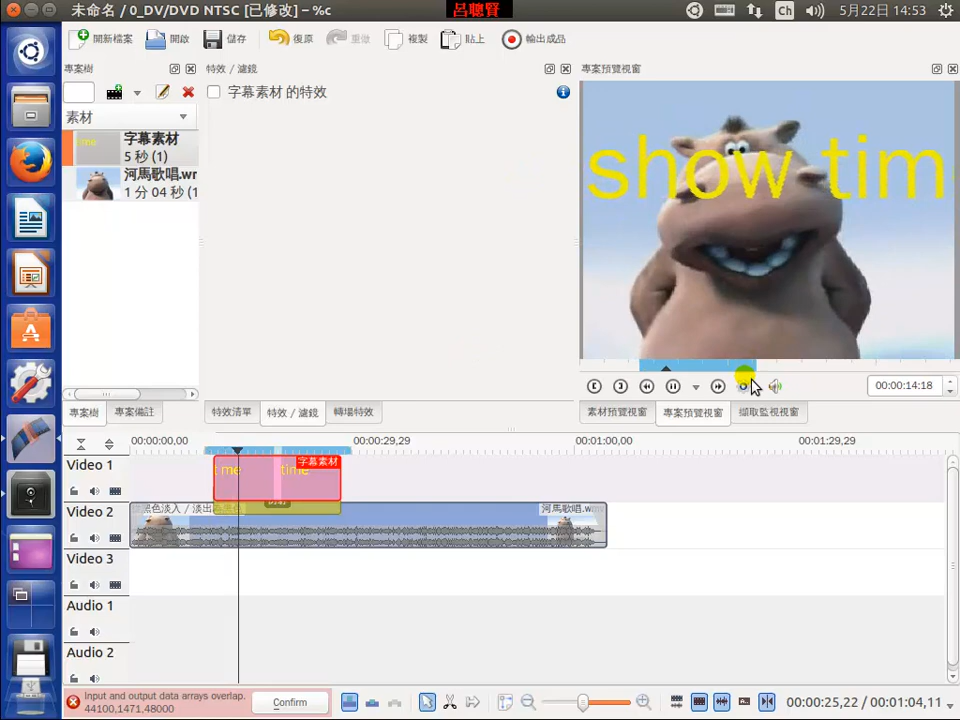 未命名 / 0_DV/DVD NTSC [已修改] – %c
呂聰賢
Ch
5月22日 14:53
開新檔案
開啟
儲存
復原
重做
複製
貼上
輸出成品
專案樹
特效 / 濾鏡
專案預覽視窗
字幕素材 的特效
素材
字幕素材
5 秒 (1)
河馬歌唱.wr
1 分 04 秒 (1
show tim
00:00:14:18
專案樹
專案備註
特效清單
特效 / 濾鏡
轉場特效
素材預覽視窗
專案預覽視窗
擷取監視視窗
00:00:00,00
00:00:29,29
00:01:00,00
00:01:29,29
Video 1
字幕素材
t me
time
Video 2
黑色淡入 / 淡出
河馬歌唱.wm
Video 3
Audio 1
Audio 2
Input and output data arrays overlap.
44100,1471,48000
Confirm
00:00:25,22 / 00:01:04,11